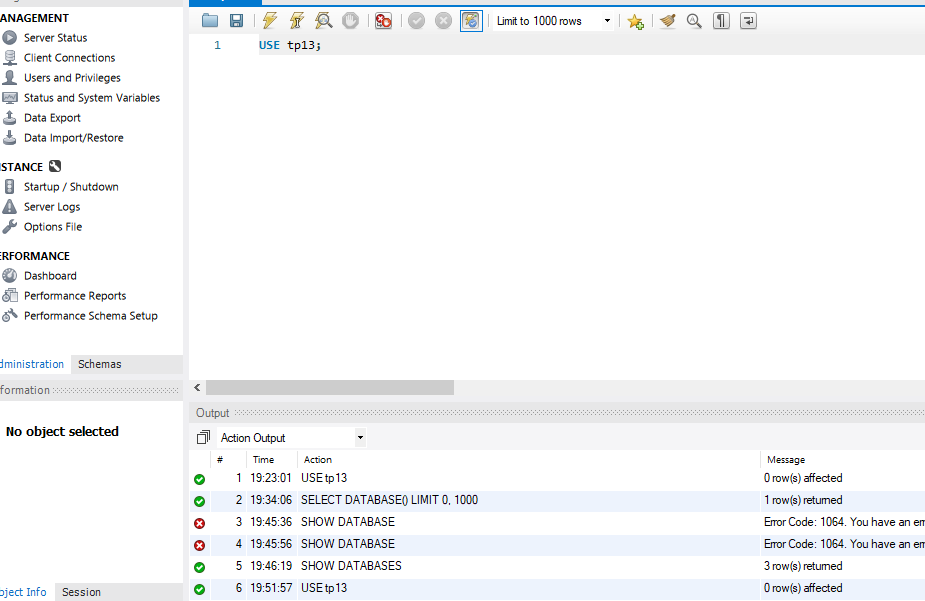 ANAGEMENT
Server Status
Client Connections
Users and Privileges
Status and System Variables
Data Export
Data Import/Restore
STANCE
Startup / Shutdown
Server Logs
Options File
ERFORMANCE
Dashboard
Performance Reports
Performance Schema Setup
dministration Schemas
formation
No object selected
bject Info Session
Limit to 1000 rows
1 USE tp13;
Output
Action Output
# Time Action Message
1 19:23:01 USE tp13 0 row(s) affected
2 19:34:06 SELECT DATABASE() LIMIT 0, 1000 1 row(s) returned
3 19:45:36 SHOW DATABASE Error Code: 1064. You have an err
4 19:45:56 SHOW DATABASE Error Code: 1064. You have an err
5 19:46:19 SHOW DATABASES 3 row(s) returned
6 19:51:57 USE tp13 0 row(s) affected